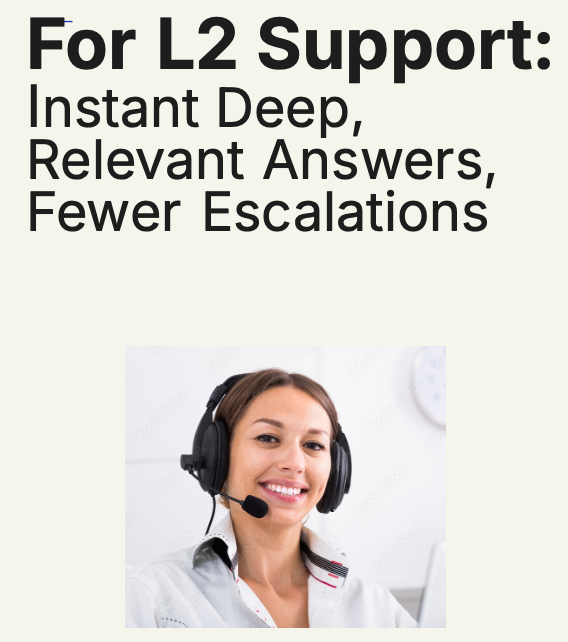 For L2 Support:
Instant Deep,
Relevant Answers,
Fewer Escalations